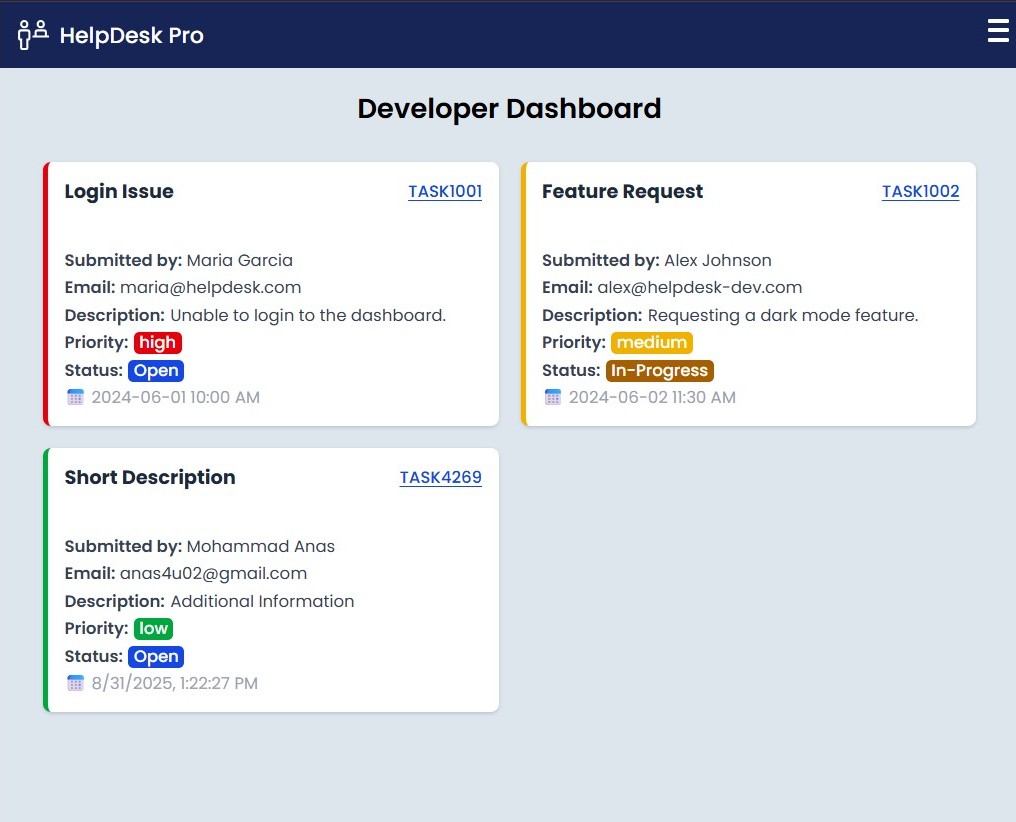 HelpDesk Pro
Developer Dashboard
Login Issue TASK1001
Submitted by: Maria Garcia
Email: maria@helpdesk.com
Description: Unable to login to the dashboard.
Priority: high
Status: Open
2024-06-01 10:00 AM
Feature Request TASK1002
Submitted by: Alex Johnson
Email: alex@helpdesk-dev.com
Description: Requesting a dark mode feature.
Priority: medium
Status: In-Progress
2024-06-02 11:30 AM
Short Description TASK4269
Submitted by: Mohammad Anas
Email: anas4u02@gmail.com
Description: Additional Information
Priority: low
Status: Open
8/31/2025, 1:22:27 PM